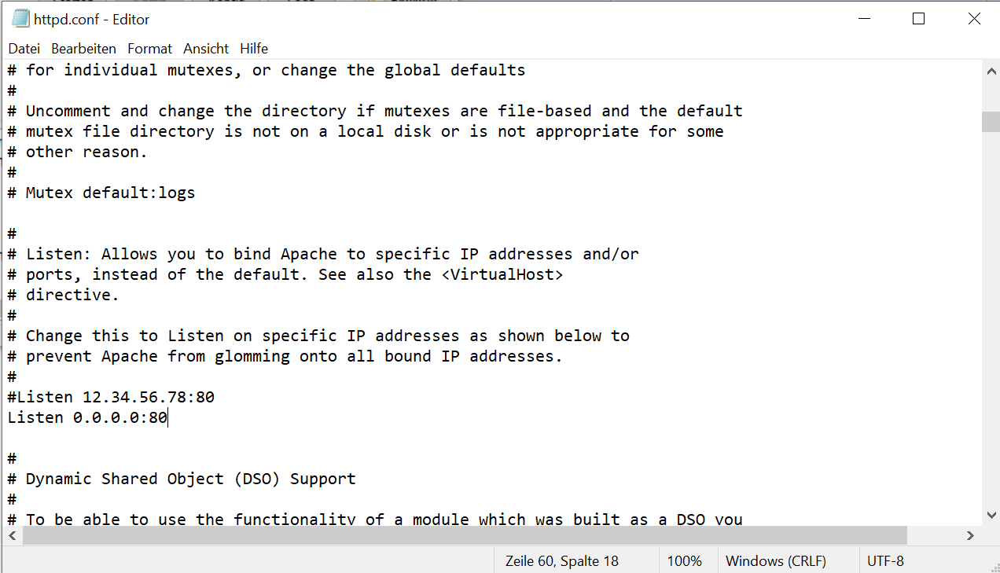 httpd.conf - Editor
Datei Bearbeiten Format Ansicht Hilfe
# for individual mutexes, or change the global defaults
#
# Uncomment and change the directory if mutexes are file-based and the default
# mutex file directory is not on a local disk or is not appropriate for some
# other reason.
#
# Mutex default:logs
#
# Listen: Allows you to bind Apache to specific IP addresses and/or
# ports, instead of the default. See also the <VirtualHost>
# directive.
#
# Change this to Listen on specific IP addresses as shown below to
# prevent Apache from glomming onto all bound IP addresses.
#
#Listen 12.34.56.78:80
Listen 0.0.0.0:80
#
# Dynamic Shared Object (DSO) Support
#
# To be able to use the functionality of a module which was built as a DSO you
Zeile 60, Spalte 18 100% Windows (CRLF) UTF-8